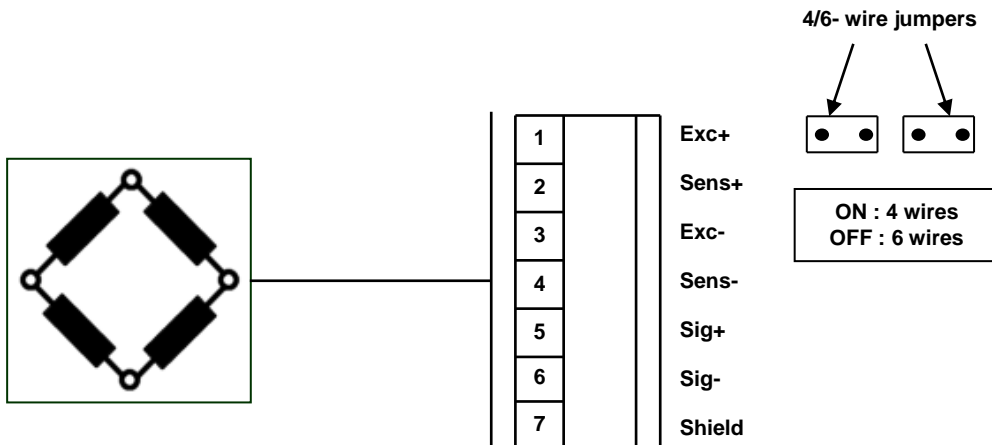 4/6- wire jumpers
1 Exc+
2 Sens+
3 Exc-
4 Sens-
5 Sig+
6 Sig-
7 Shield
ON : 4 wires
OFF : 6 wires